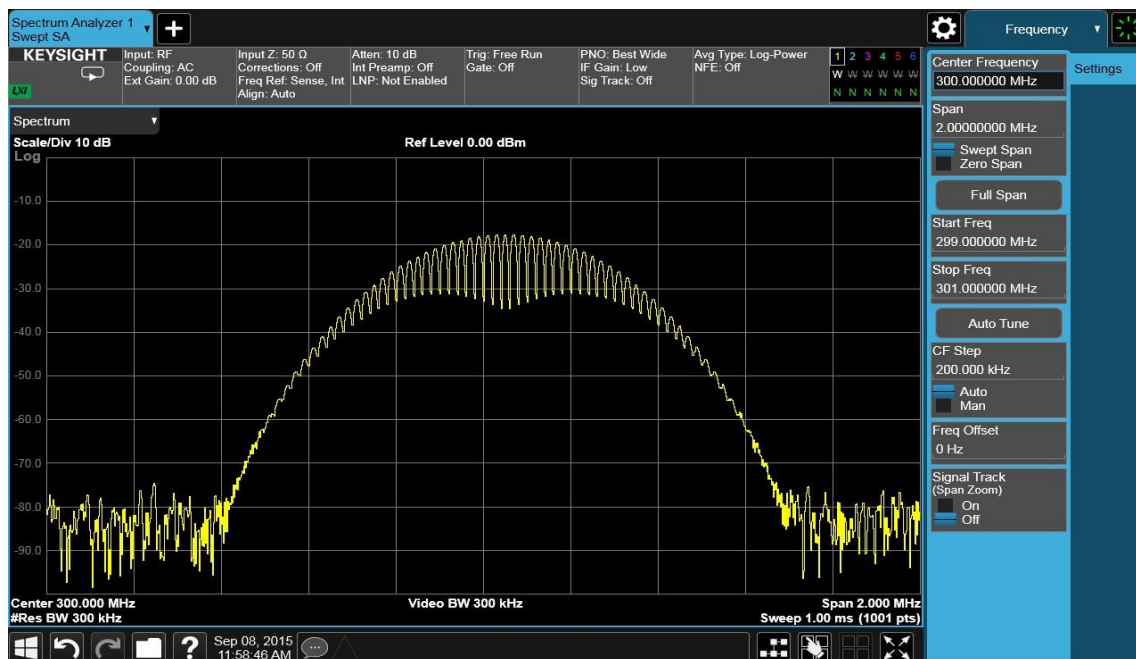 Spectrum Analyzer 1
Swept SA
+
Frequency
KEYSIGHT
LXI
Input: RF
Coupling: AC
Ext Gain: 0.00 dB
Input Z: 50 Ω
Corrections: Off
Freq Ref: Sense, Int
Align: Auto
Atten: 10 dB
Int Preamp: Off
LNP: Not Enabled
Trig: Free Run
Gate: Off
PNO: Best Wide
IF Gain: Low
Sig Track: Off
Avg Type: Log-Power
NFE: Off
1 2 3 4 5 6
W W W W W W
N N N N N N
Center Frequency
300.000000 MHz
Settings
Span
2.00000000 MHz
Swept Span
Zero Span
Full Span
Start Freq
299.000000 MHz
Stop Freq
301.000000 MHz
Auto Tune
CF Step
200.000 kHz
Auto
Man
Freq Offset
0 Hz
Signal Track
(Span Zoom)
On
Off
Spectrum
Scale/Div 10 dB
Ref Level 0.00 dBm
Log
-10.0
-20.0
-30.0
-40.0
-50.0
-60.0
-70.0
-80.0
-90.0
Center 300.000 MHz
#Res BW 300 kHz
Video BW 300 kHz
Span 2.000 MHz
Sweep 1.00 ms (1001 pts)
?
Sep 08, 2015
11:58:46 AM